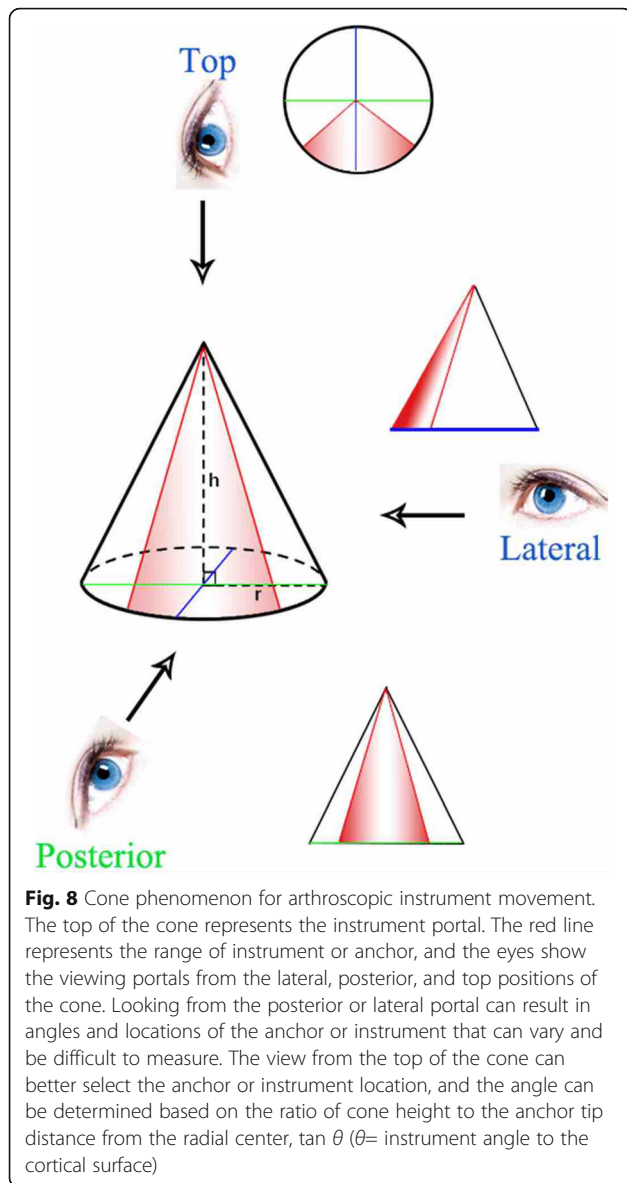 Top
h
r
Lateral
Posterior
Fig. 8 Cone phenomenon for arthroscopic instrument movement.
The top of the cone represents the instrument portal. The red line
represents the range of instrument or anchor, and the eyes show
the viewing portals from the lateral, posterior, and top positions of
the cone. Looking from the posterior or lateral portal can result in
angles and locations of the anchor or instrument that can vary and
be difficult to measure. The view from the top of the cone can
better select the anchor or instrument location, and the angle can
be determined based on the ratio of cone height to the anchor tip
distance from the radial center, tan θ (θ= instrument angle to the
cortical surface)